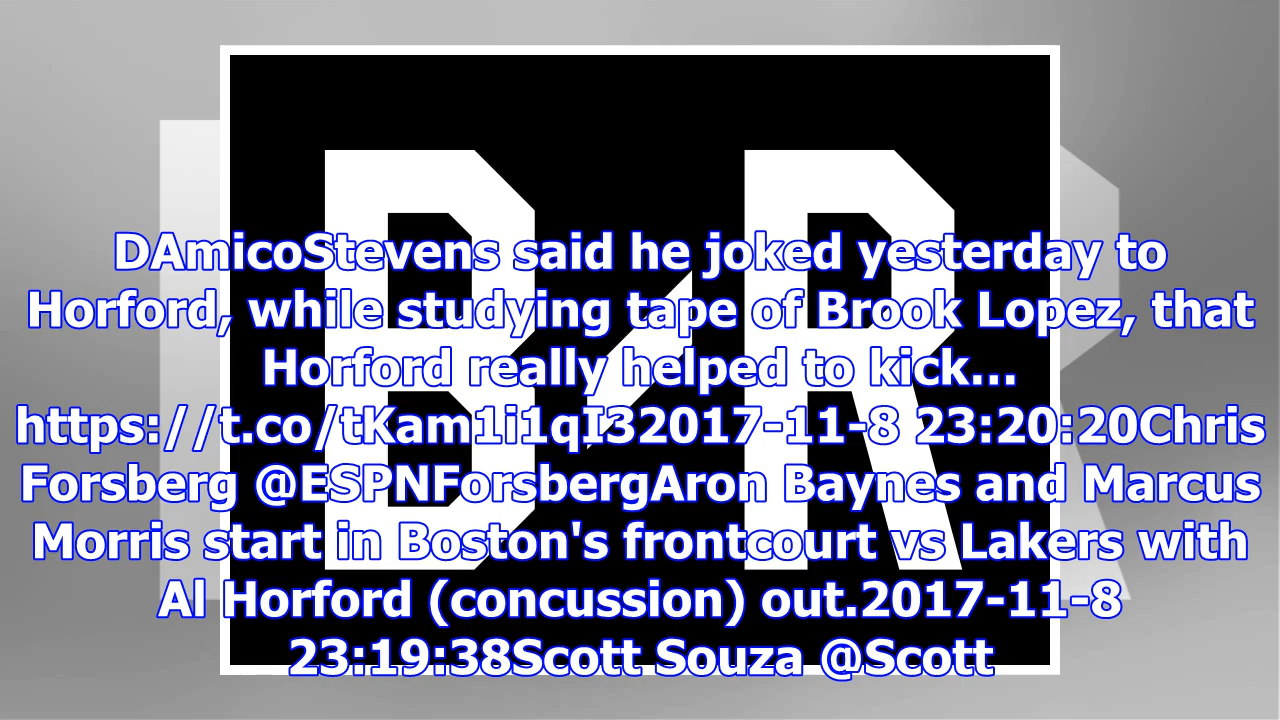 B R
DAmicoStevens said he joked yesterday to
Horford, while studying tape of Brook Lopez, that
Horford really helped to kick...
https://t.co/tKam1i1qI32017-11-8 23:20:20Chris
Forsberg @ESPNForsbergAron Baynes and Marcus
Morris start in Boston's frontcourt vs Lakers with
Al Horford (concussion) out.2017-11-8
23:19:38Scott Souza @Scott